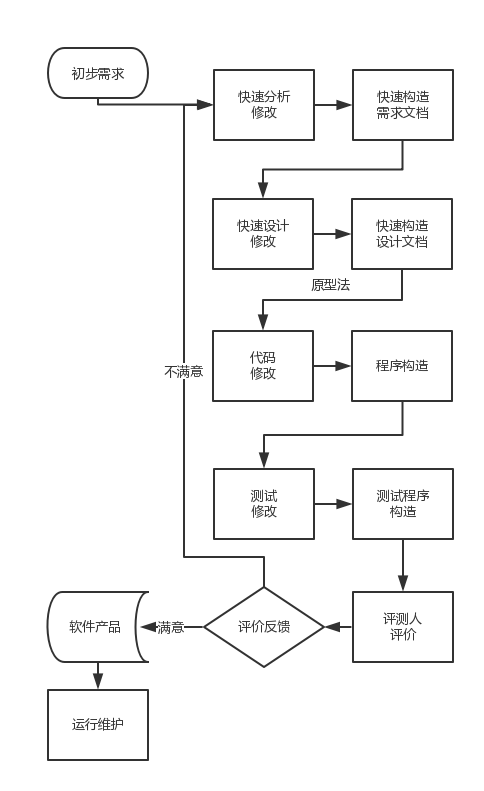 初步需求
快速分析
修改
快速构造
需求文档
快速设计
修改
快速构造
设计文档
原型法
代码
修改
程序构造
不满意
测试
修改
测试程序
构造
软件产品
满意
评价反馈
评测人
评价
运行维护